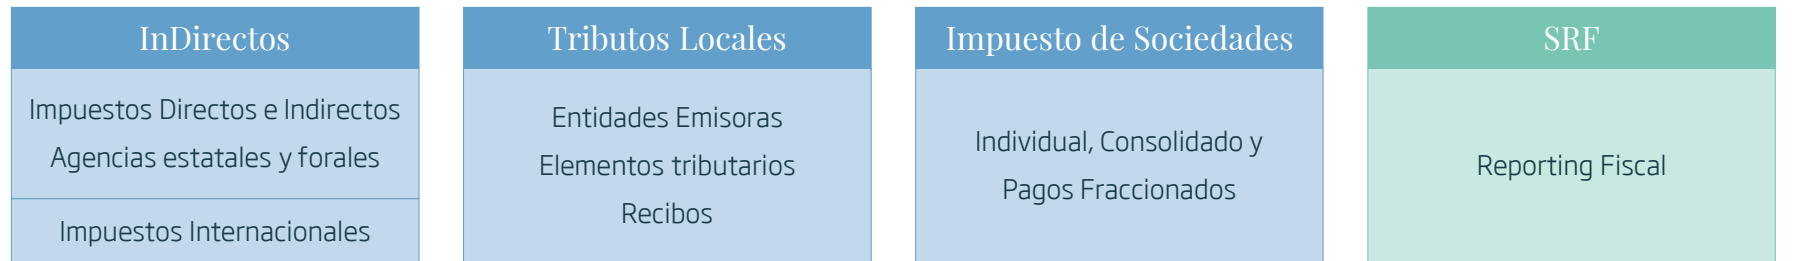 InDirectos
Impuestos Directos e Indirectos
Agencias estatales y forales
Impuestos Internacionales
Tributos Locales
Entidades Emisoras
Elementos tributarios
Recibos
Impuesto de Sociedades
Individual, Consolidado y
Pagos Fraccionados
SRF
Reporting Fiscal